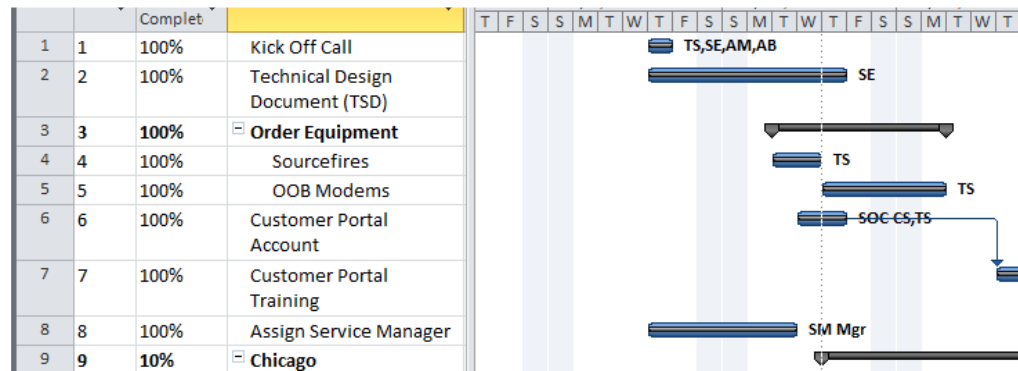 Complet T F S S M T W T F S S M T W T F S S M T W T
1 1 100% Kick Off Call TS,SE,AM,AB
2 2 100% Technical Design SE
Document (TSD)
3 3 100% Order Equipment
4 4 100% Sourcefires TS
5 5 100% OOB Modems TS
6 6 100% Customer Portal SOC CS,TS
Account
7 7 100% Customer Portal
Training
8 8 100% Assign Service Manager SM Mgr
9 9 10% Chicago